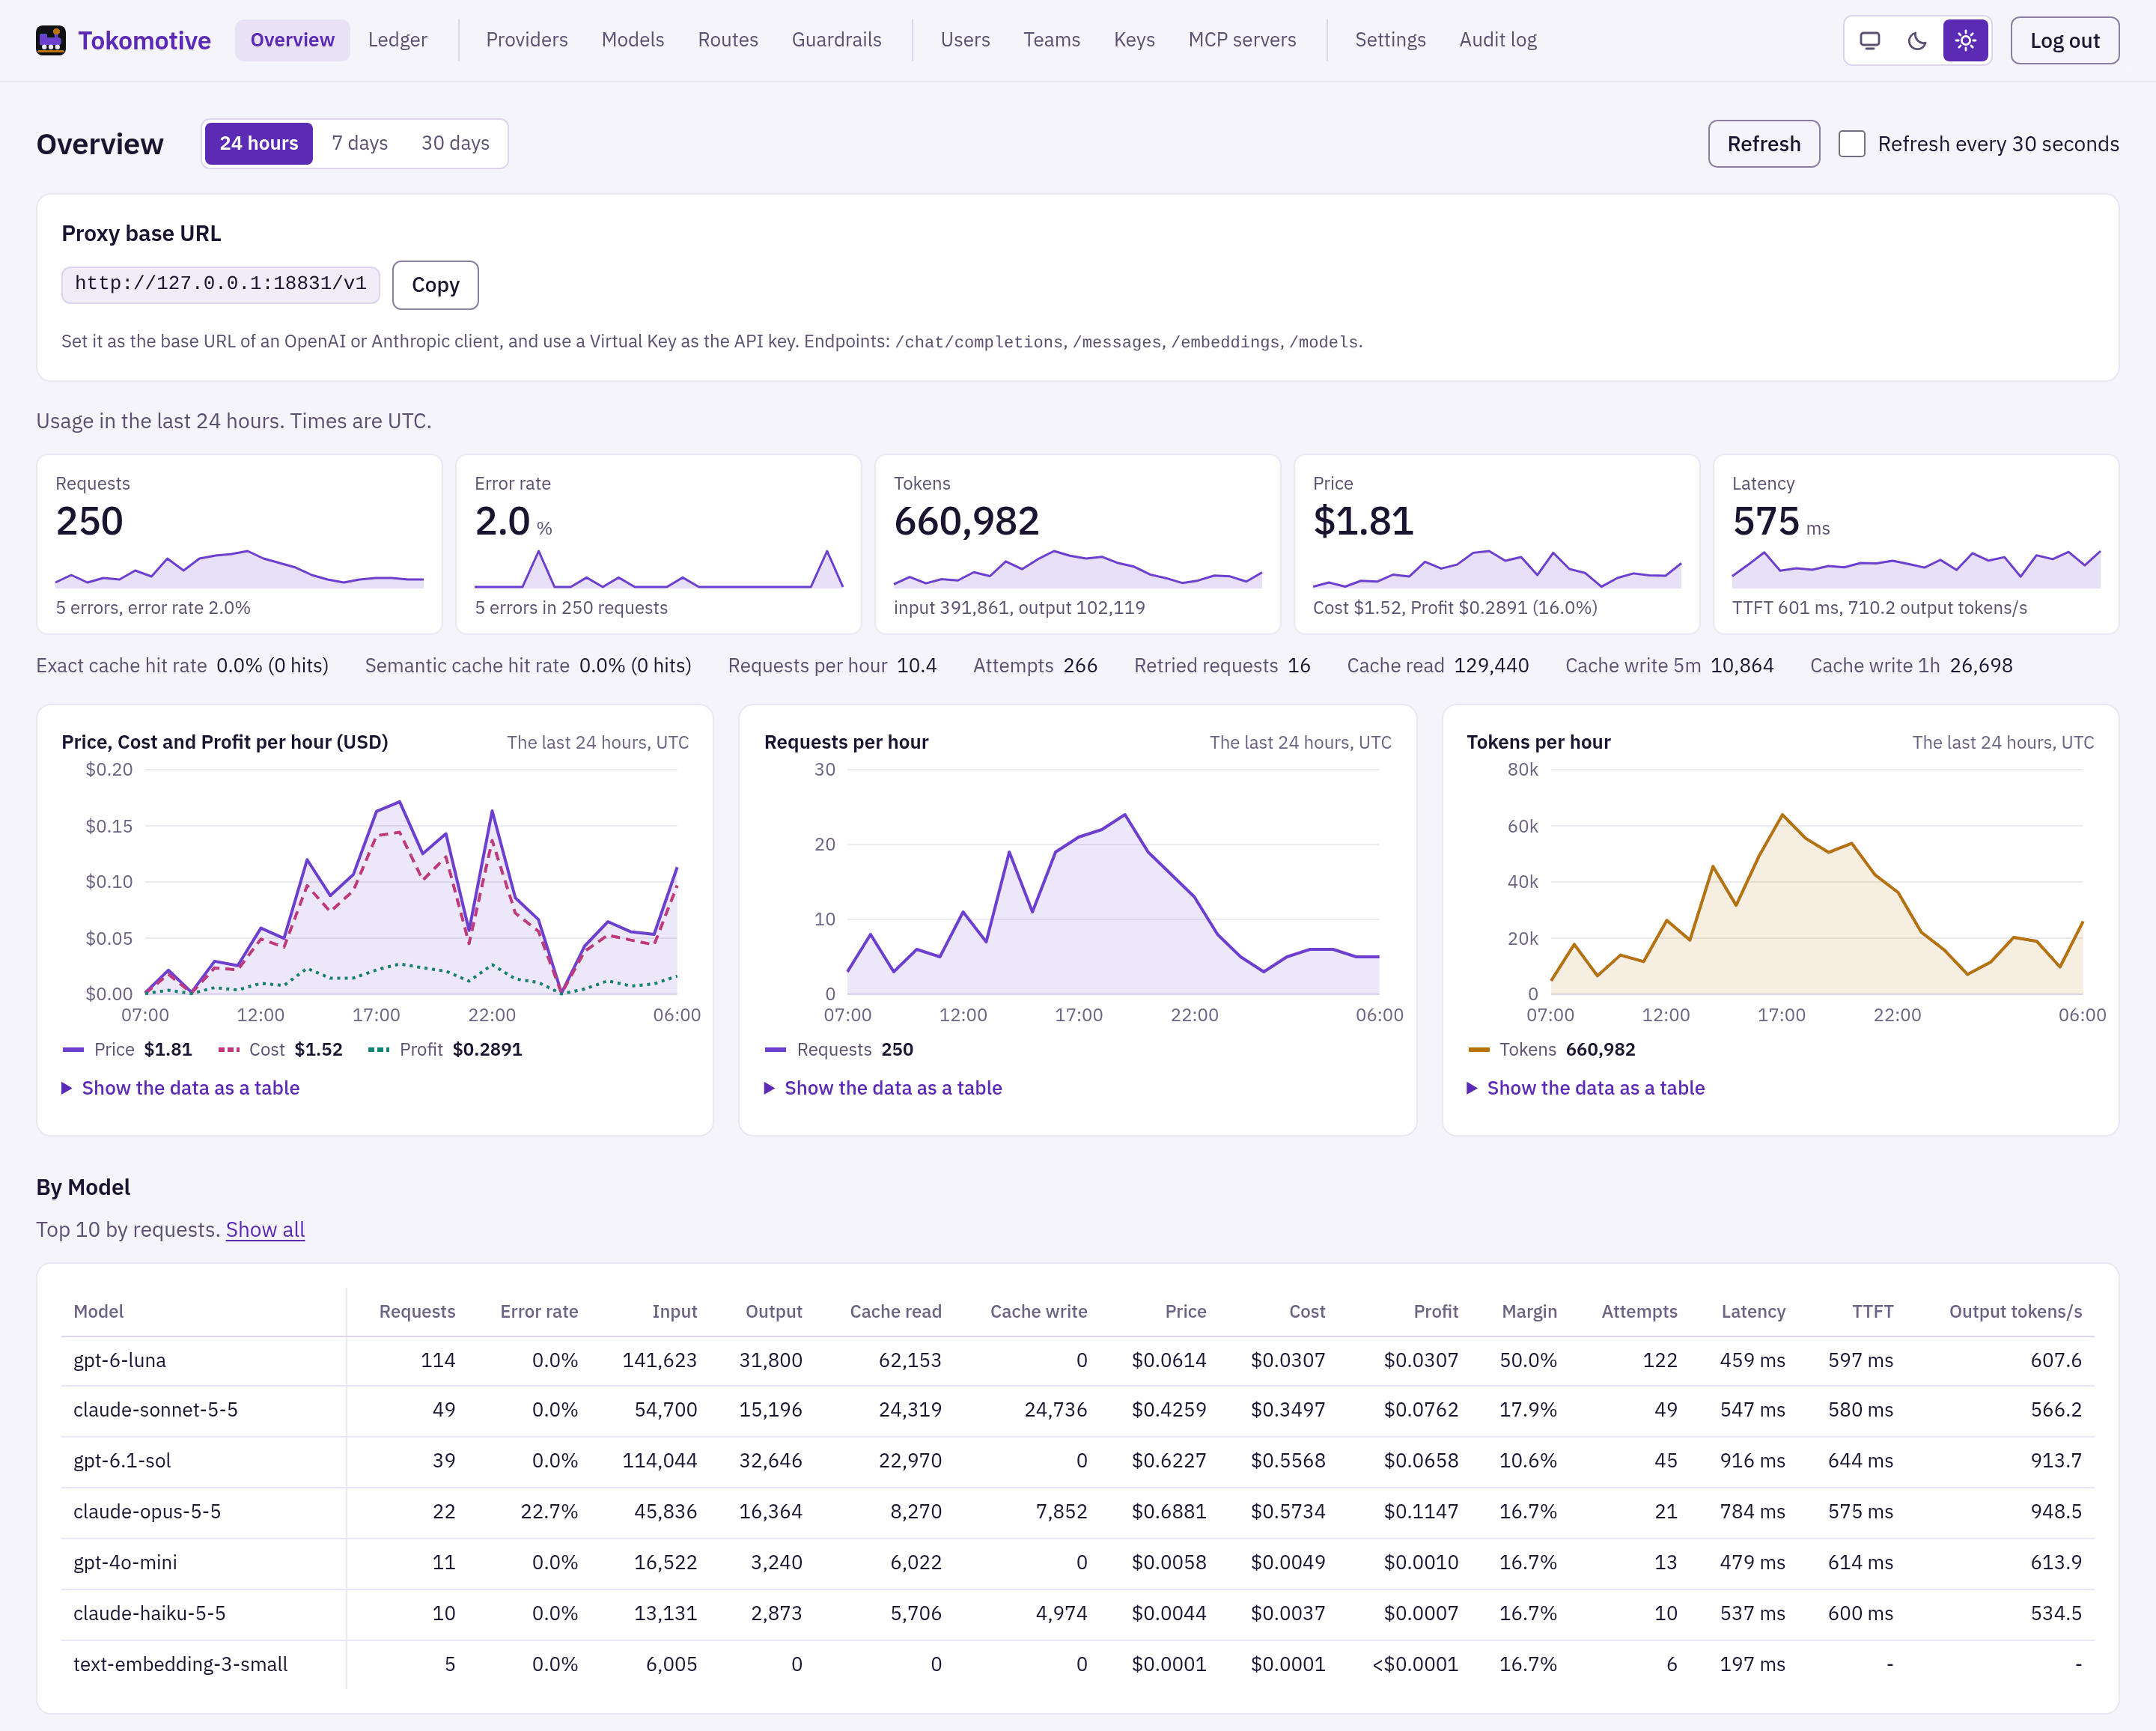 Tokomotive Overview Ledger Providers Models Routes Guardrails Users Teams Keys MCP servers Settings Audit log Log out
Overview 24 hours 7 days 30 days Refresh Refresh every 30 seconds
Proxy base URL
http://127.0.0.1:18831/v1 Copy
Set it as the base URL of an OpenAI or Anthropic client, and use a Virtual Key as the API key. Endpoints: /chat/completions, /messages, /embeddings, /models.
Usage in the last 24 hours. Times are UTC.
Requests
250
5 errors, error rate 2.0%
Error rate
2.0 %
5 errors in 250 requests
Tokens
660,982
input 391,861, output 102,119
Price
$1.81
Cost $1.52, Profit $0.2891 (16.0%)
Latency
575 ms
TTFT 601 ms, 710.2 output tokens/s
Exact cache hit rate 0.0% (0 hits) Semantic cache hit rate 0.0% (0 hits) Requests per hour 10.4 Attempts 266 Retried requests 16 Cache read 129,440 Cache write 5m 10,864 Cache write 1h 26,698
Price, Cost and Profit per hour (USD) The last 24 hours, UTC
$0.20
$0.15
$0.10
$0.05
$0.00
07:00 12:00 17:00 22:00 06:00
Price $1.81 Cost $1.52 Profit $0.2891
Show the data as a table
Requests per hour The last 24 hours, UTC
30
20
10
0
07:00 12:00 17:00 22:00 06:00
Requests 250
Show the data as a table
Tokens per hour The last 24 hours, UTC
80k
60k
40k
20k
0
07:00 12:00 17:00 22:00 06:00
Tokens 660,982
Show the data as a table
By Model
Top 10 by requests. Show all
Model Requests Error rate Input Output Cache read Cache write Price Cost Profit Margin Attempts Latency TTFT Output tokens/s
gpt-6-luna 114 0.0% 141,623 31,800 62,153 0 $0.0614 $0.0307 $0.0307 50.0% 122 459 ms 597 ms 607.6
claude-sonnet-5-5 49 0.0% 54,700 15,196 24,319 24,736 $0.4259 $0.3497 $0.0762 17.9% 49 547 ms 580 ms 566.2
gpt-6.1-sol 39 0.0% 114,044 32,646 22,970 0 $0.6227 $0.5568 $0.0658 10.6% 45 916 ms 644 ms 913.7
claude-opus-5-5 22 22.7% 45,836 16,364 8,270 7,852 $0.6881 $0.5734 $0.1147 16.7% 21 784 ms 575 ms 948.5
gpt-4o-mini 11 0.0% 16,522 3,240 6,022 0 $0.0058 $0.0049 $0.0010 16.7% 13 479 ms 614 ms 613.9
claude-haiku-5-5 10 0.0% 13,131 2,873 5,706 4,974 $0.0044 $0.0037 $0.0007 16.7% 10 537 ms 600 ms 534.5
text-embedding-3-small 5 0.0% 6,005 0 0 0 $0.0001 $0.0001 <$0.0001 16.7% 6 197 ms - -